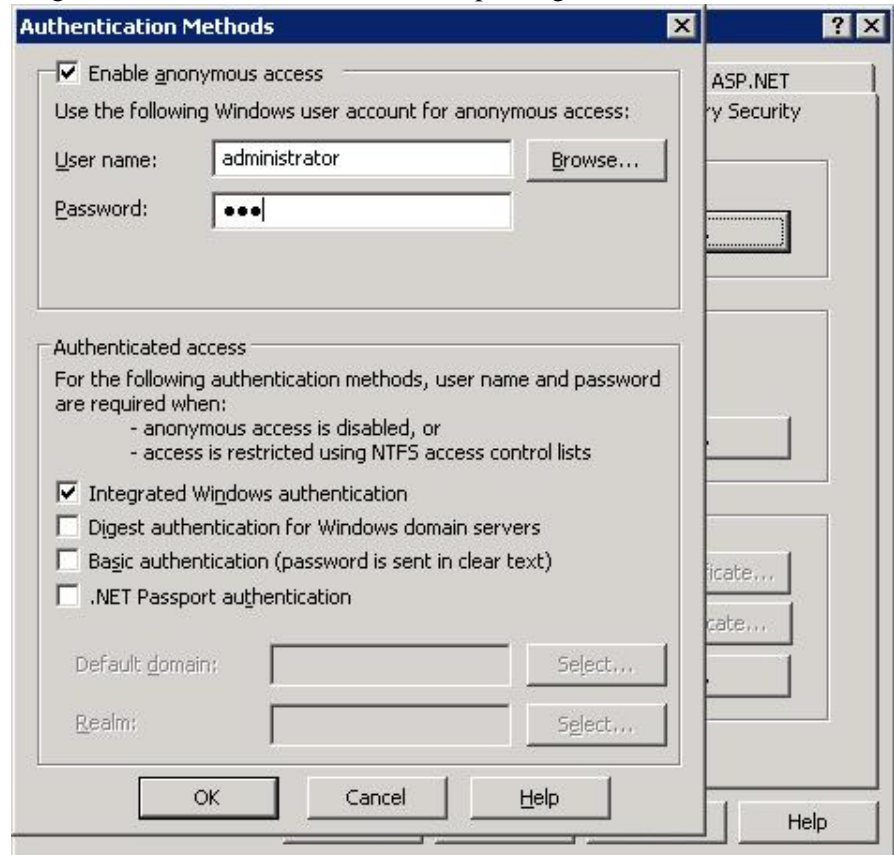 Authentication Methods
Enable anonymous access
Use the following Windows user account for anonymous access:
User name:
administrator
Browse...
Password:
●●●
Authenticated access
For the following authentication methods, user name and password
are required when:
- anonymous access is disabled, or
- access is restricted using NTFS access control lists
Integrated Windows authentication
Digest authentication for Windows domain servers
Basic authentication (password is sent in clear text)
.NET Passport authentication
Default domain:
Select...
Realm:
Select...
OK
Cancel
Help
ASP.NET
Security
Help